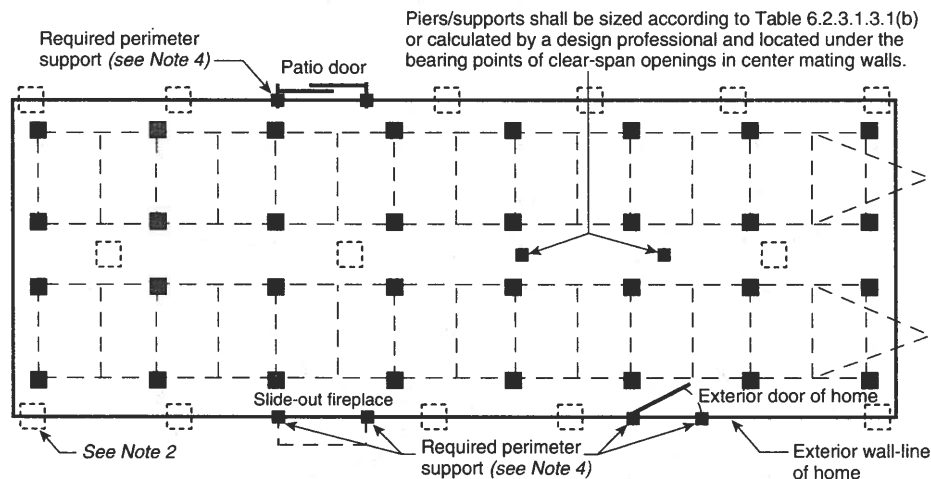 Piers/supports shall be sized according to Table 6.2.3.1.3.1(b)
or calculated by a design professional and located under the
bearing points of clear-span openings in center mating walls.
Required perimeter
support (see Note 4)
Patio door
Slide-out fireplace
Exterior door of home
See Note 2
Required perimeter
support (see Note 4)
Exterior wall-line
of home